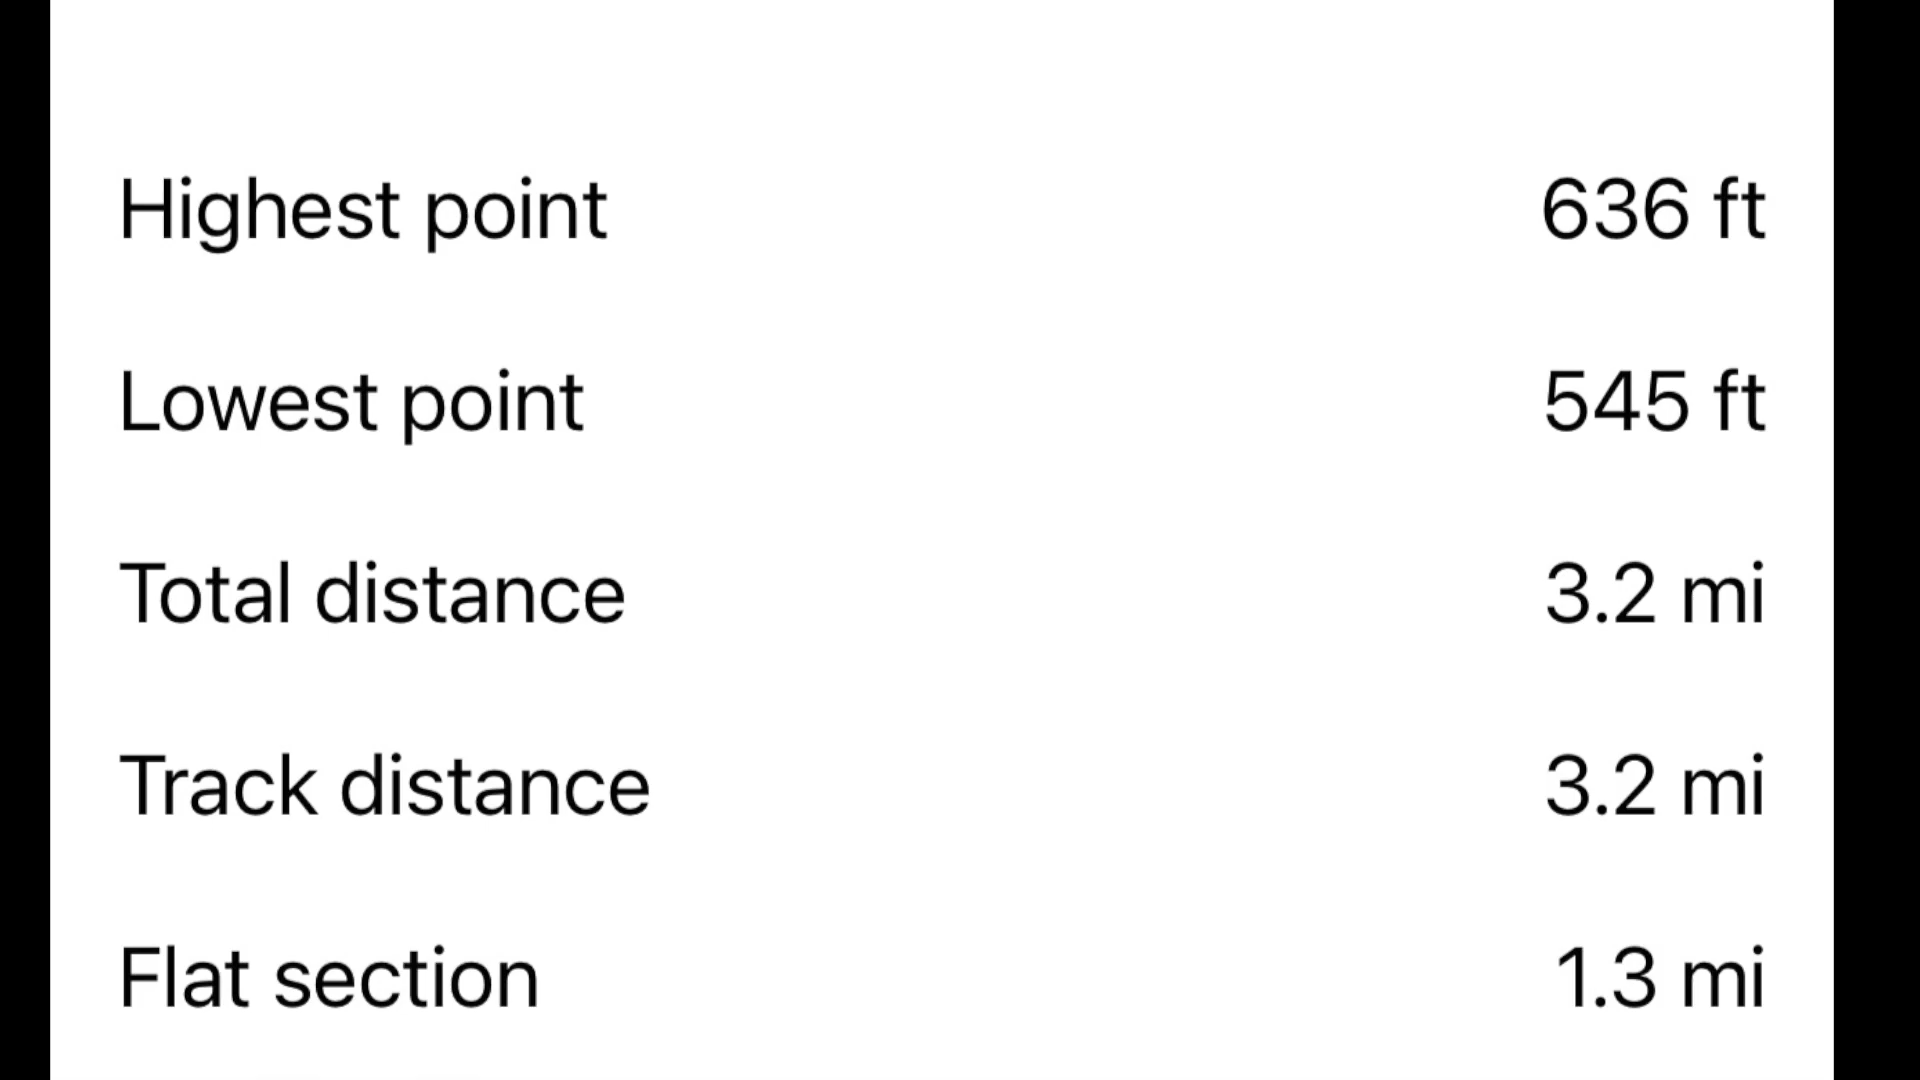 Highest point 636 ft
Lowest point 545 ft
Total distance 3.2 mi
Track distance 3.2 mi
Flat section 1.3 mi